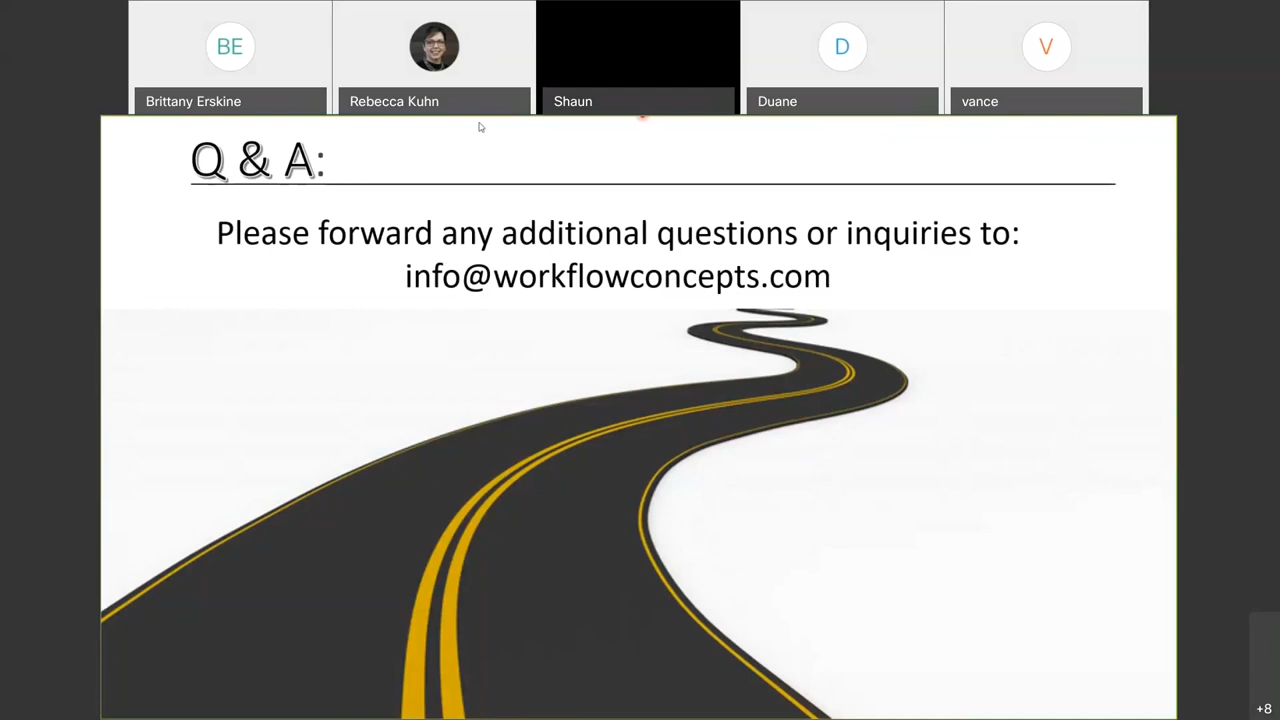 BE
D
V
Brittany Erskine
Rebecca Kuhn
Shaun
Duane
vance
Q & A:
Please forward any additional questions or inquiries to:
info@workflowconcepts.com
+8